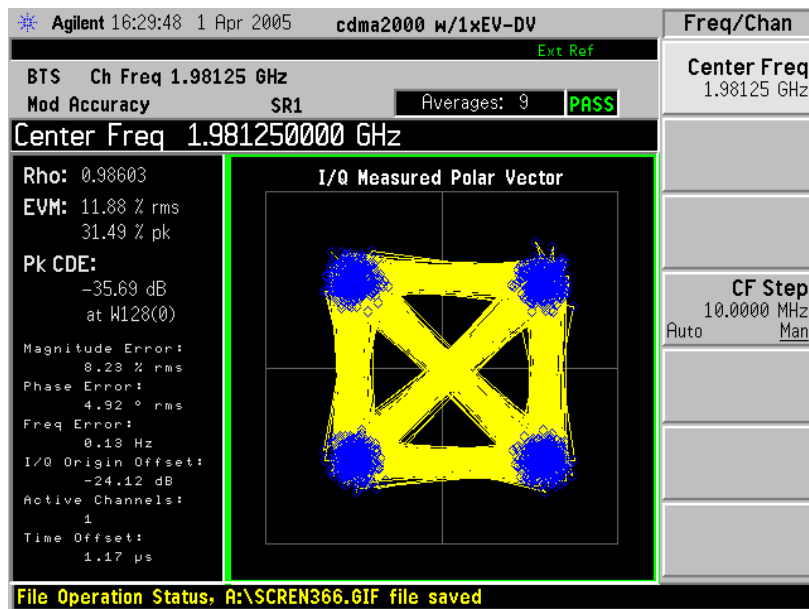 Agilent 16:29:48 1 Apr 2005 cdma2000 w/1xEV-DV Freq/Chan
Ext Ref
BTS Ch Freq 1.98125 GHz
Mod Accuracy SR1 Averages: 9 PASS
Center Freq 1.981250000 GHz
Rho: 0.98603
EVM: 11.88 % rms
31.49 % pk
Pk CDE:
-35.69 dB
at W128(0)
Magnitude Error:
8.23 % rms
Phase Error:
4.92 ° rms
Freq Error:
0.13 Hz
I/Q Origin Offset:
-24.12 dB
Active Channels:
1
Time Offset:
1.17 µs
I/Q Measured Polar Vector
Center Freq
1.98125 GHz
CF Step
10.0000 MHz
Auto Man
File Operation Status, A:\SCREN366.GIF file saved